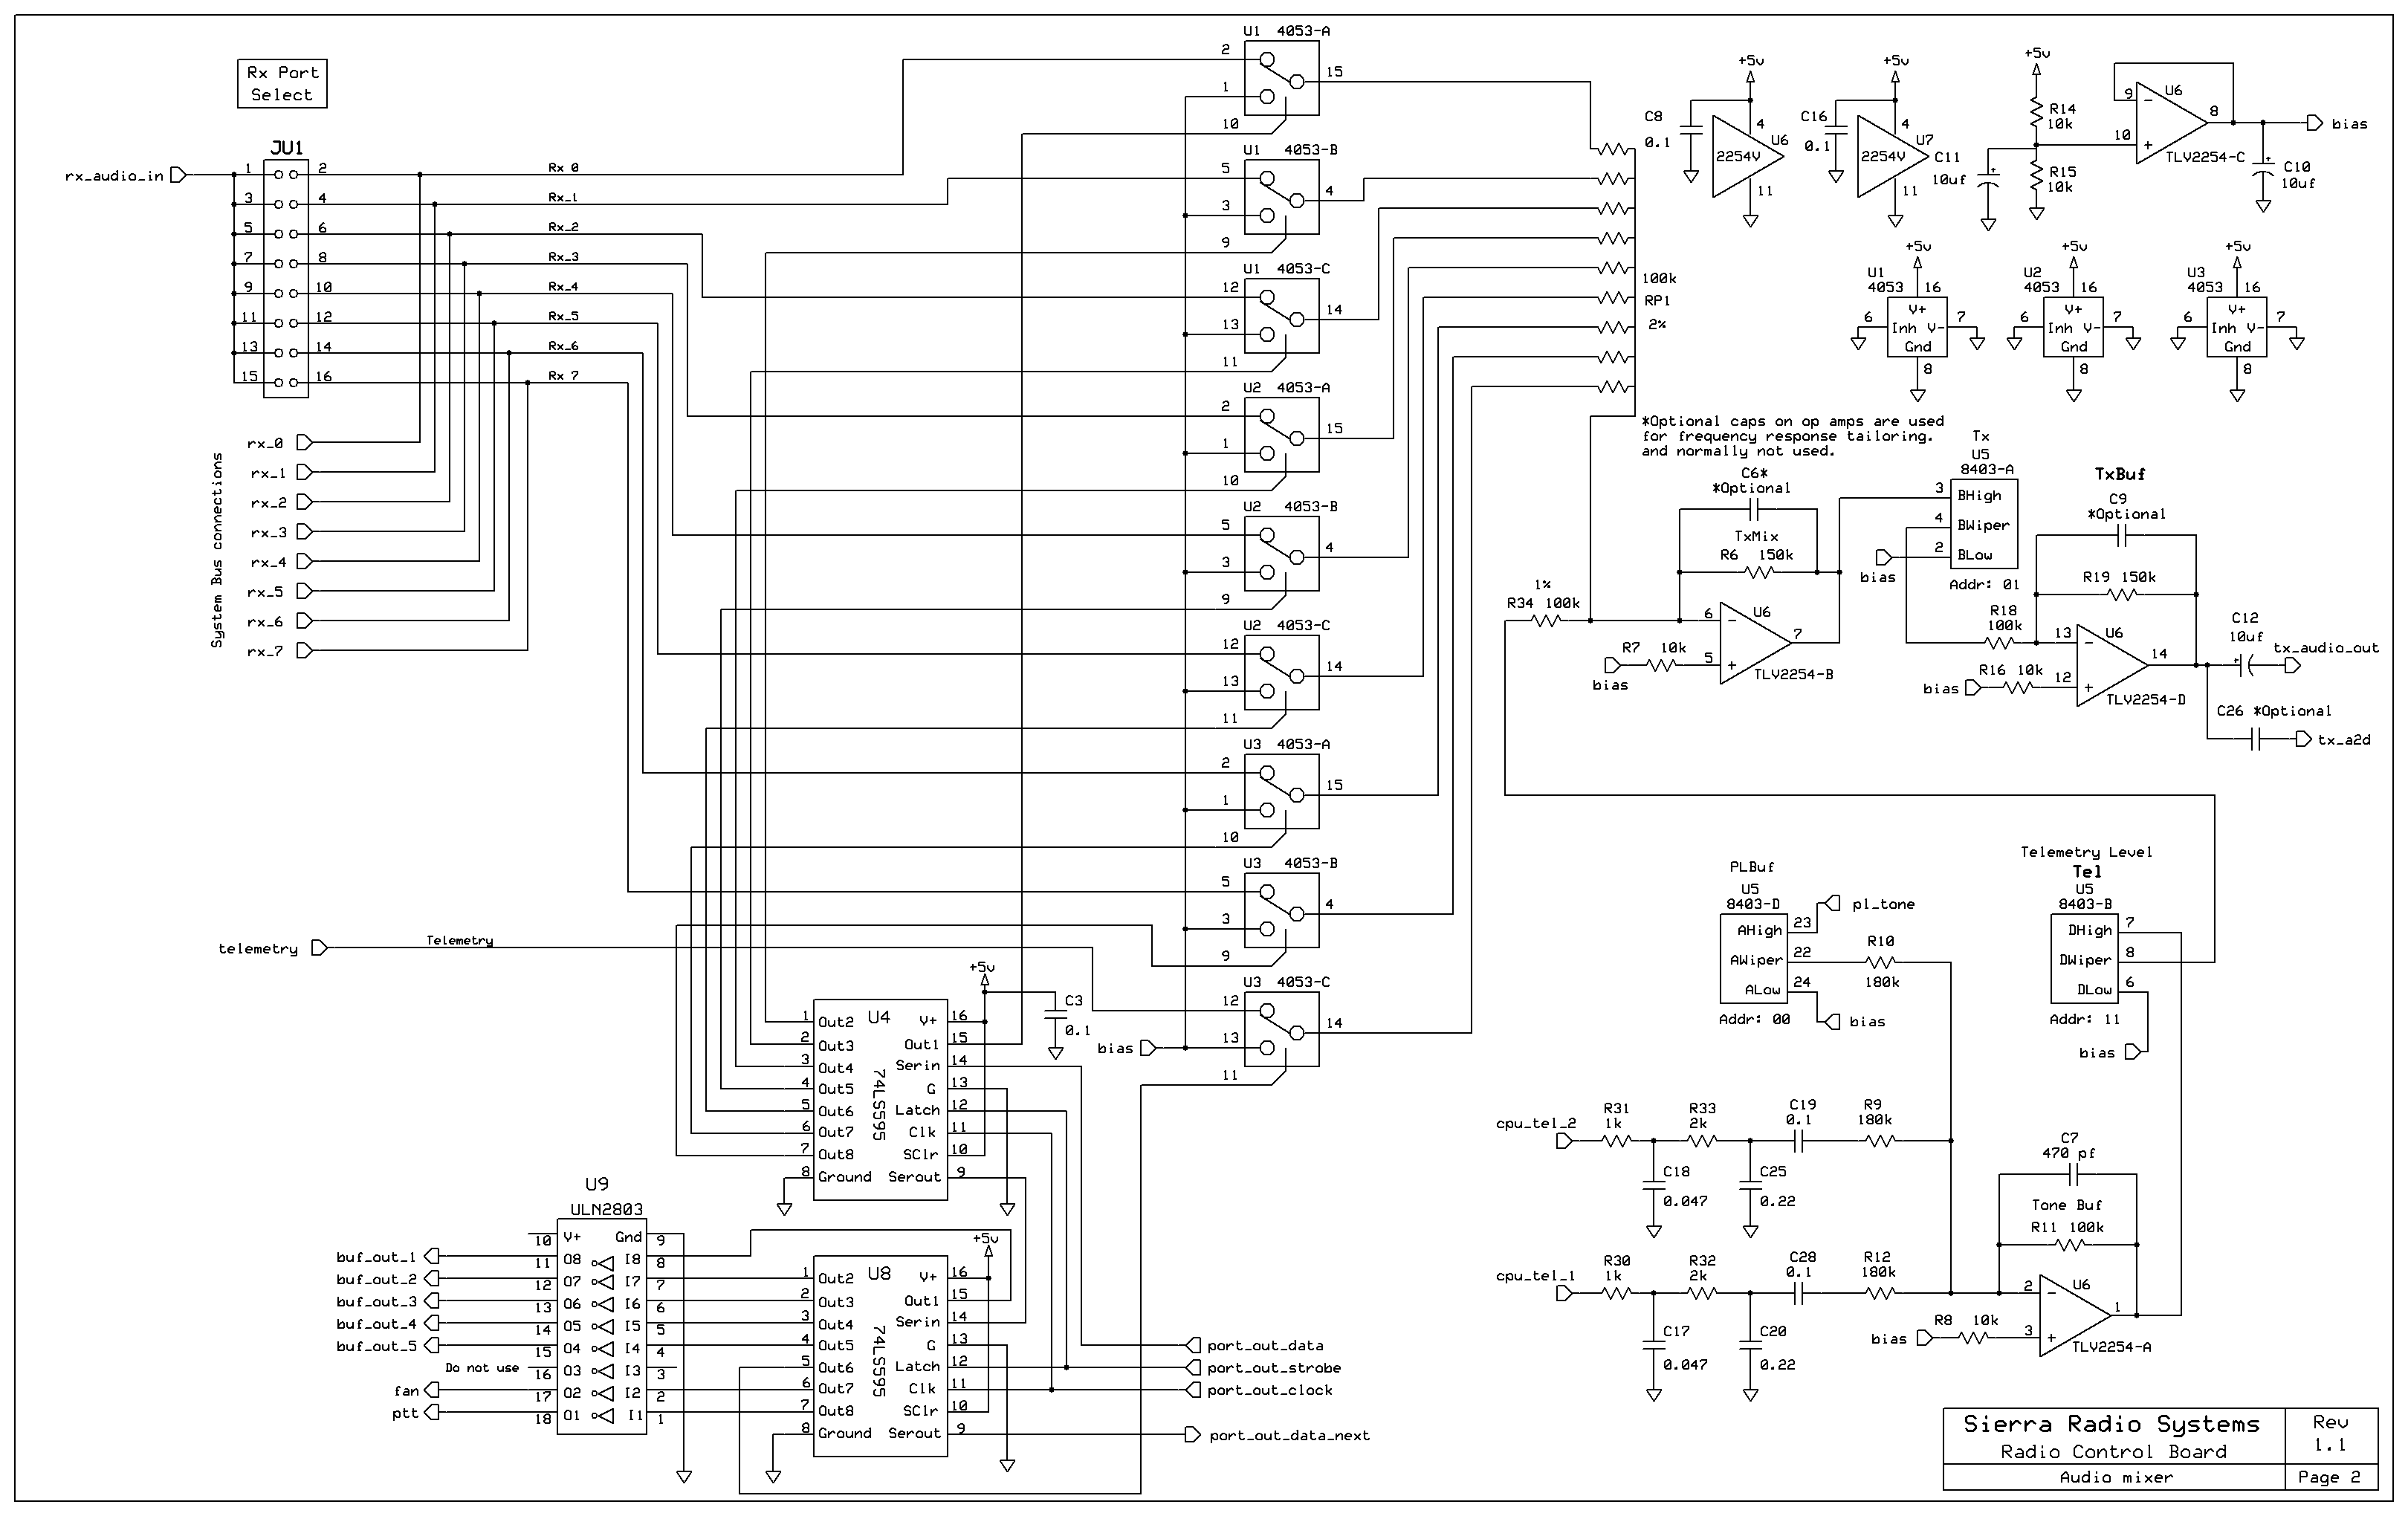 Rx Port
Select
JU1
rx_audio_in
1 2
3 4
5 6
7 8
9 10
11 12
13 14
15 16
Rx 0
Rx_1
Rx_2
Rx_3
Rx_4
Rx_5
Rx_6
Rx 7
System Bus connections
rx_0
rx_1
rx_2
rx_3
rx_4
rx_5
rx_6
rx_7
telemetry
Telemetry
U1 4053-A
2
1
10
15
U1 4053-B
5
3
9
4
U1 4053-C
12
13
11
14
U2 4053-A
2
1
10
15
U2 4053-B
5
3
9
4
U2 4053-C
12
13
11
14
U3 4053-A
2
1
10
15
U3 4053-B
5
3
9
4
U3 4053-C
12
13
11
14
bias
100k
RP1
2%
C8
0.1
+5v
4
U6
2254V
11
C16
0.1
+5v
4
U7
2254V
11
C11
10uf
+5v
R14
10k
R15
10k
9
10
U6
8
TLV2254-C
C10
10uf
bias
+5v
U1
4053 16
V+
6 Inh V- 7
Gnd
8
+5v
U2
4053 16
V+
6 Inh V- 7
Gnd
8
+5v
U3
4053 16
V+
6 Inh V- 7
Gnd
8
*Optional caps on op amps are used
for frequency response tailoring.
and normally not used.
C6*
*Optional
TxMix
R6 150k
1%
R34 100k
R7 10k
bias
6
5
U6
7
TLV2254-B
Tx
U5
8403-A
3 BHigh
4 BWiper
2 BLow
Addr: 01
bias
TxBuf
C9
*Optional
R19 150k
R18
100k
R16 10k
bias
13
12
U6
14
TLV2254-D
C12
10uf
tx_audio_out
C26 *Optional
tx_a2d
PLBuf
U5
8403-D
AHigh 23
AWiper 22
ALow 24
Addr: 00
pl_tone
bias
R10
180k
Telemetry Level
Tel
U5
8403-B
DHigh 7
DWiper 8
DLow 6
Addr: 11
bias
cpu_tel_2
R31
1k
R33
2k
C19
0.1
R9
180k
C18
0.047
C25
0.22
cpu_tel_1
R30
1k
R32
2k
C28
0.1
R12
180k
C17
0.047
C20
0.22
C7
470 pf
Tone Buf
R11 100k
bias
R8 10k
2
3
U6
1
TLV2254-A
+5v
C3
0.1
U4
74LS595
1 Out2 V+ 16
2 Out3 Out1 15
3 Out4 Serin 14
4 Out5 G 13
5 Out6 Latch 12
6 Out7 Clk 11
7 Out8 SClr 10
8 Ground Serout 9
+5v
U8
74LS595
1 Out2 V+ 16
2 Out3 Out1 15
3 Out4 Serin 14
4 Out5 G 13
5 Out6 Latch 12
6 Out7 Clk 11
7 Out8 SClr 10
8 Ground Serout 9
U9
ULN2803
10 V+ Gnd 9
buf_out_1 11 O8 I8 8
buf_out_2 12 O7 I7 7
buf_out_3 13 O6 I6 6
buf_out_4 14 O5 I5 5
buf_out_5 15 O4 I4 4
Do not use 16 O3 I3 3
fan 17 O2 I2 2
ptt 18 O1 I1 1
port_out_data
port_out_strobe
port_out_clock
port_out_data_next
Sierra Radio Systems
Radio Control Board
Audio mixer
Rev
1.1
Page 2